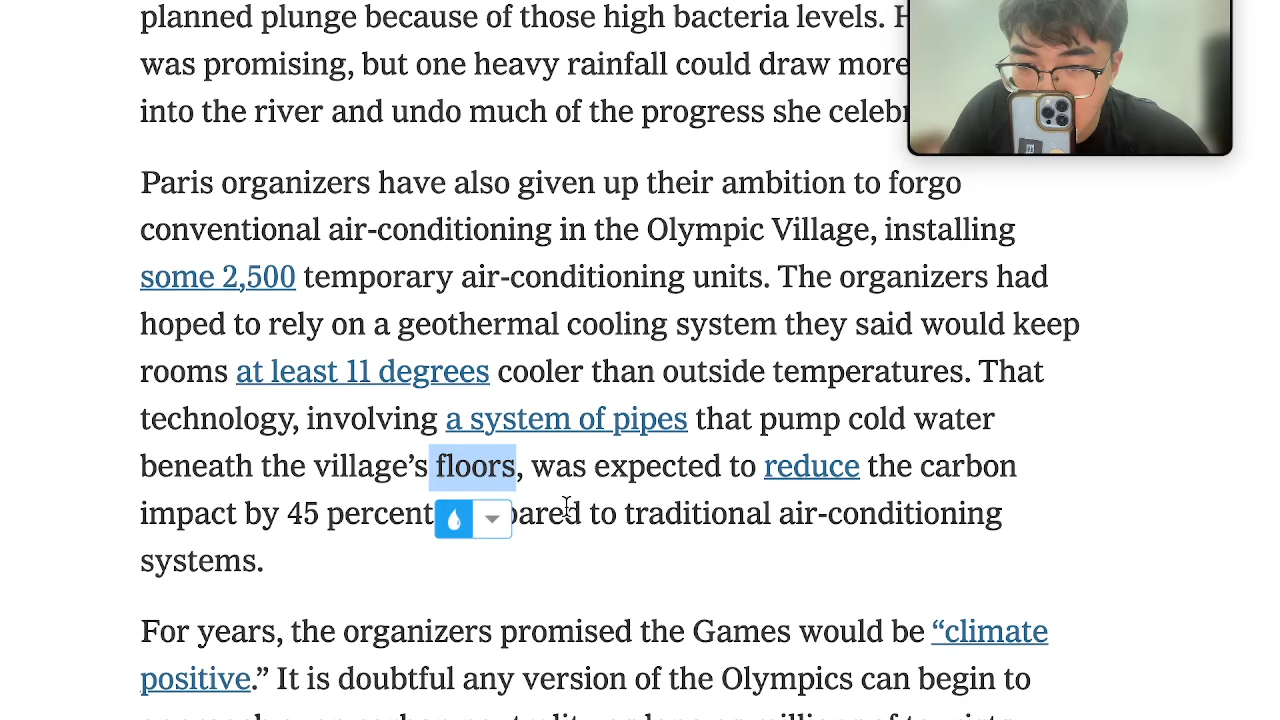 planned plunge because of those high bacteria levels.
was promising, but one heavy rainfall could draw more
into the river and undo much of the progress she
Paris organizers have also given up their ambition to forgo
conventional air-conditioning in the Olympic Village, installing
some 2,500 temporary air-conditioning units. The organizers had
hoped to rely on a geothermal cooling system they said would keep
rooms at least 11 degrees cooler than outside temperatures. That
technology, involving a system of pipes that pump cold water
beneath the village’s floors, was expected to reduce the carbon
impact by 45 percent to traditional air-conditioning
systems.
For years, the organizers promised the Games would be “climate
positive.” It is doubtful any version of the Olympics can begin to